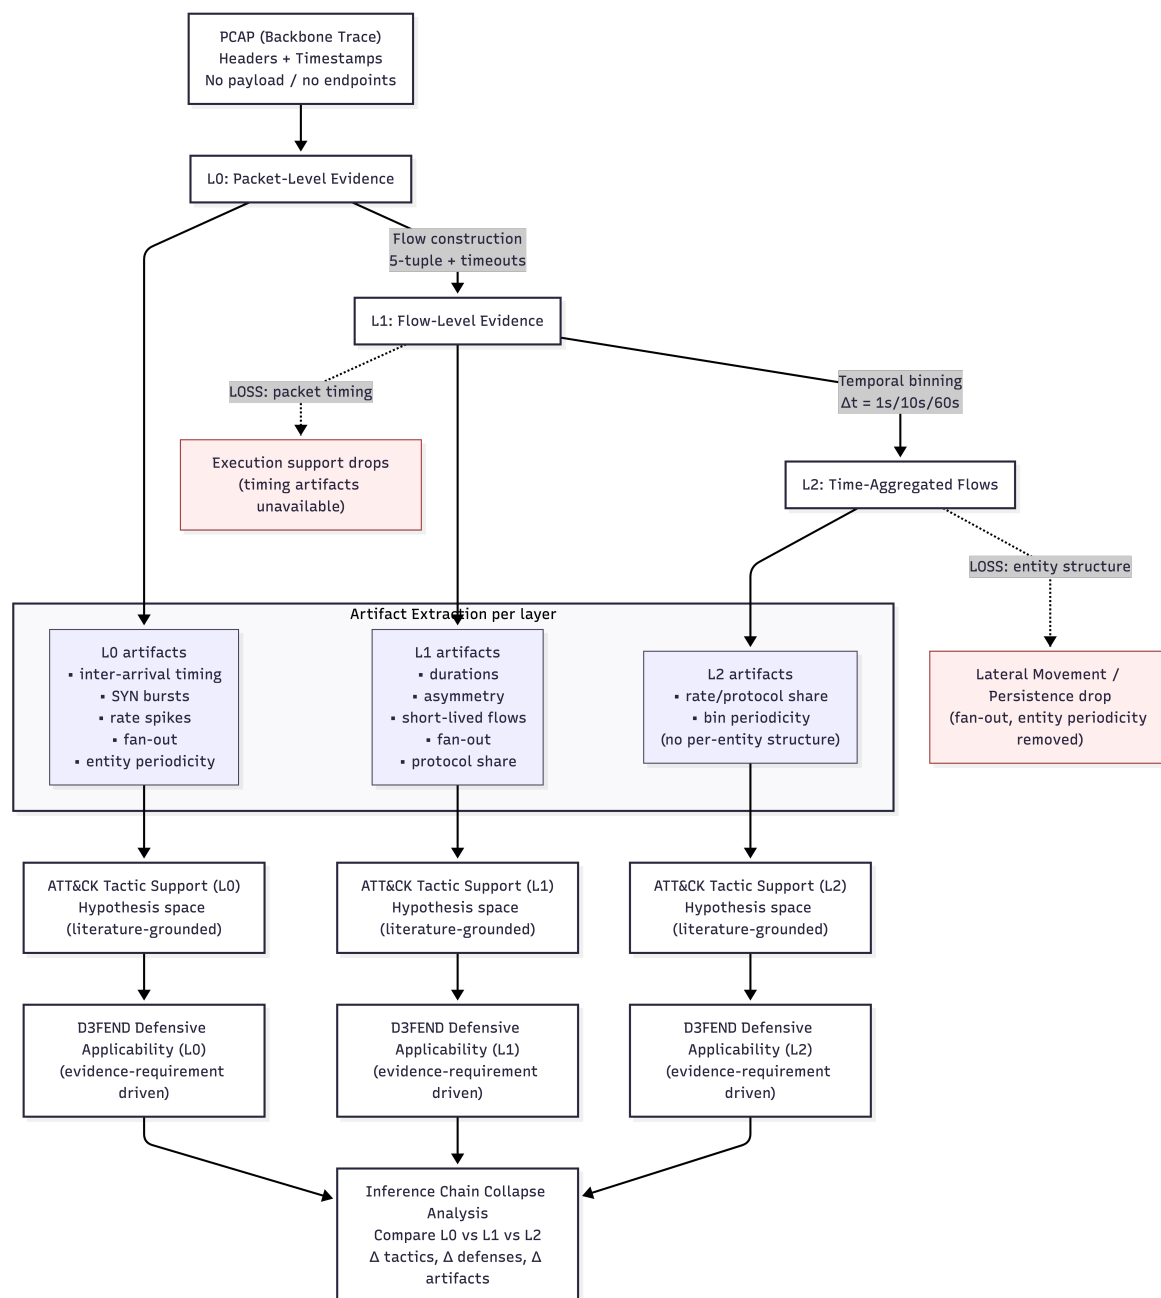 PCAP (Backbone Trace)
Headers + Timestamps
No payload / no endpoints
L0: Packet-Level Evidence
Flow construction
5-tuple + timeouts
L1: Flow-Level Evidence
LOSS: packet timing
Temporal binning
Δt = 1s/10s/60s
Execution support drops
(timing artifacts
unavailable)
L2: Time-Aggregated Flows
LOSS: entity structure
Artifact Extraction per layer
L0 artifacts
▪ inter-arrival timing
▪ SYN bursts
▪ rate spikes
▪ fan-out
▪ entity periodicity
L1 artifacts
▪ durations
▪ asymmetry
▪ short-lived flows
▪ fan-out
▪ protocol share
L2 artifacts
▪ rate/protocol share
▪ bin periodicity
(no per-entity structure)
Lateral Movement /
Persistence drop
(fan-out, entity periodicity
removed)
ATT&CK Tactic Support (L0)
Hypothesis space
(literature-grounded)
ATT&CK Tactic Support (L1)
Hypothesis space
(literature-grounded)
ATT&CK Tactic Support (L2)
Hypothesis space
(literature-grounded)
D3FEND Defensive
Applicability (L0)
(evidence-requirement
driven)
D3FEND Defensive
Applicability (L1)
(evidence-requirement
driven)
D3FEND Defensive
Applicability (L2)
(evidence-requirement
driven)
Inference Chain Collapse
Analysis
Compare L0 vs L1 vs L2
Δ tactics, Δ defenses, Δ
artifacts